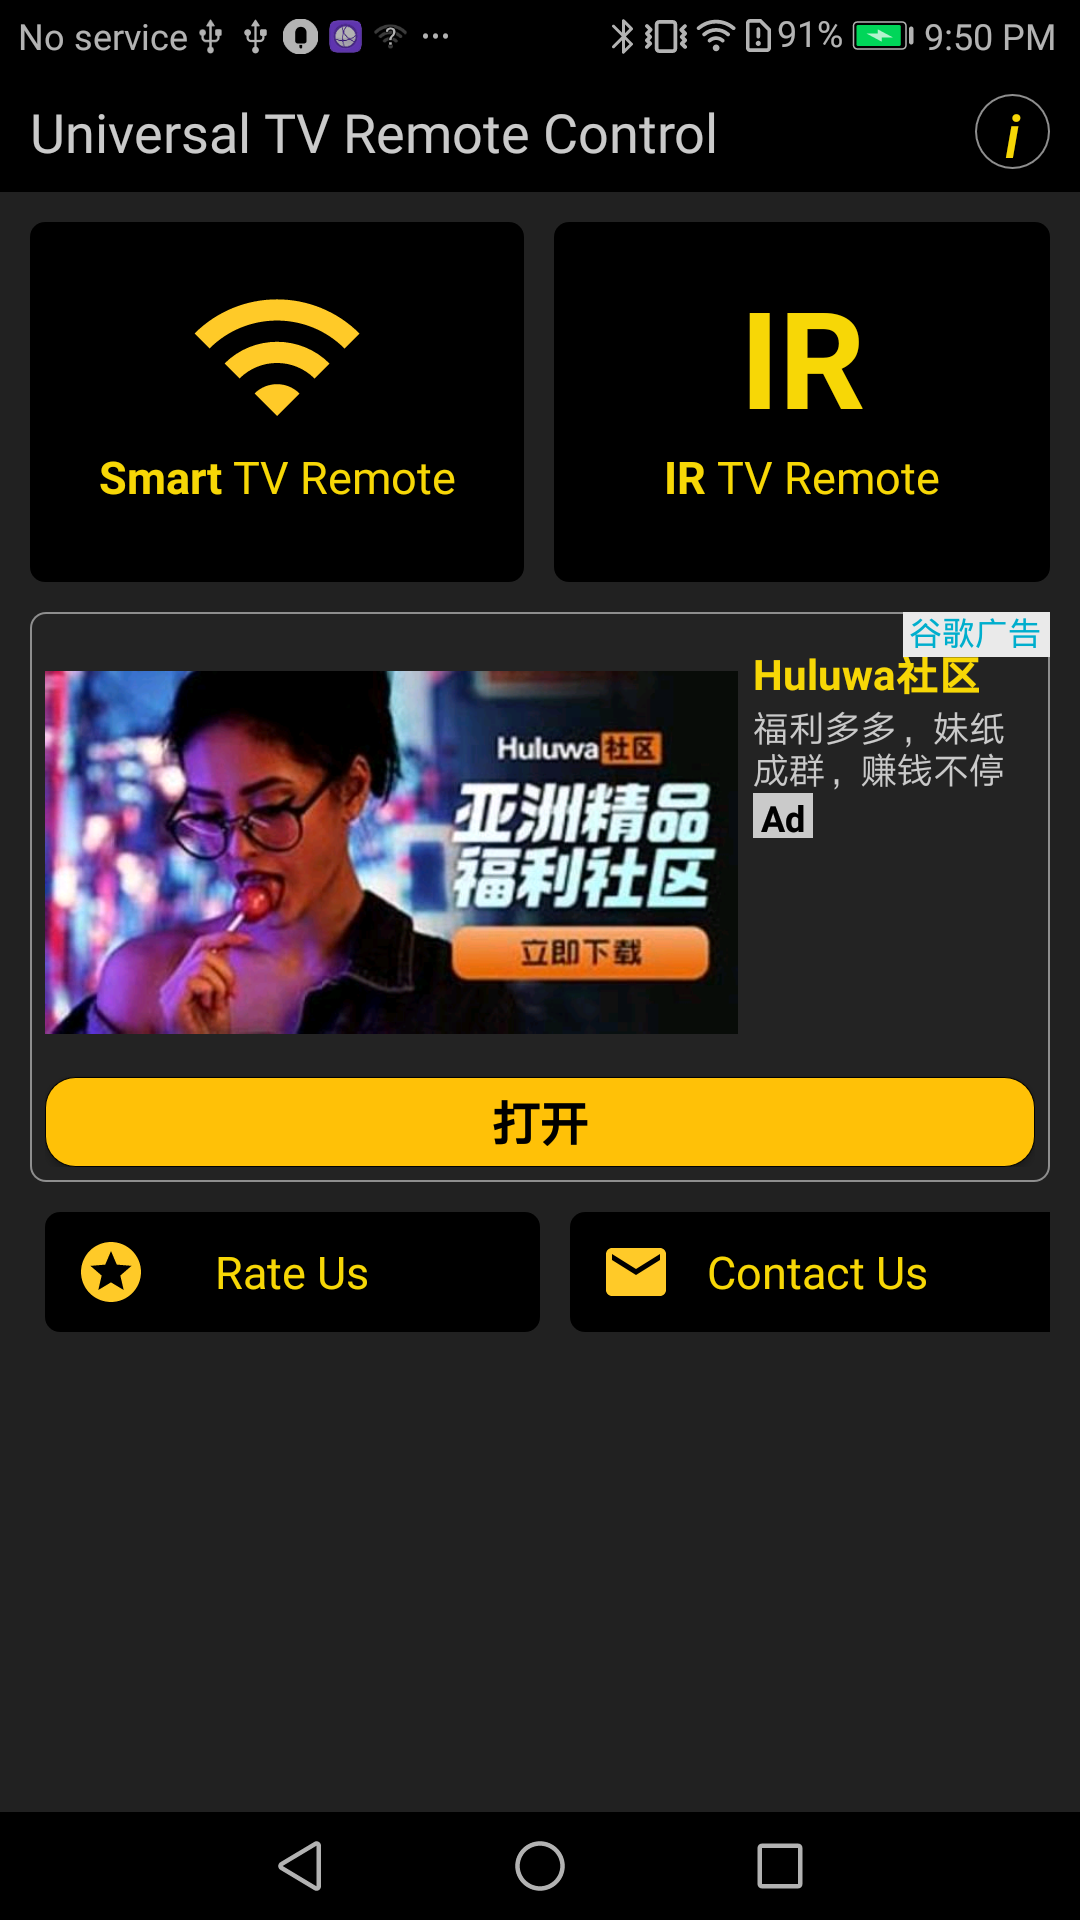 No service
91%
9:50 PM
Universal TV Remote Control
i
Smart TV Remote
IR
IR TV Remote
谷歌广告
Huluwa社区
福利多多，妹纸
成群，赚钱不停
Ad
Huluwa社区
亚洲精品
福利社区
立即下载
打开
Rate Us
Contact Us